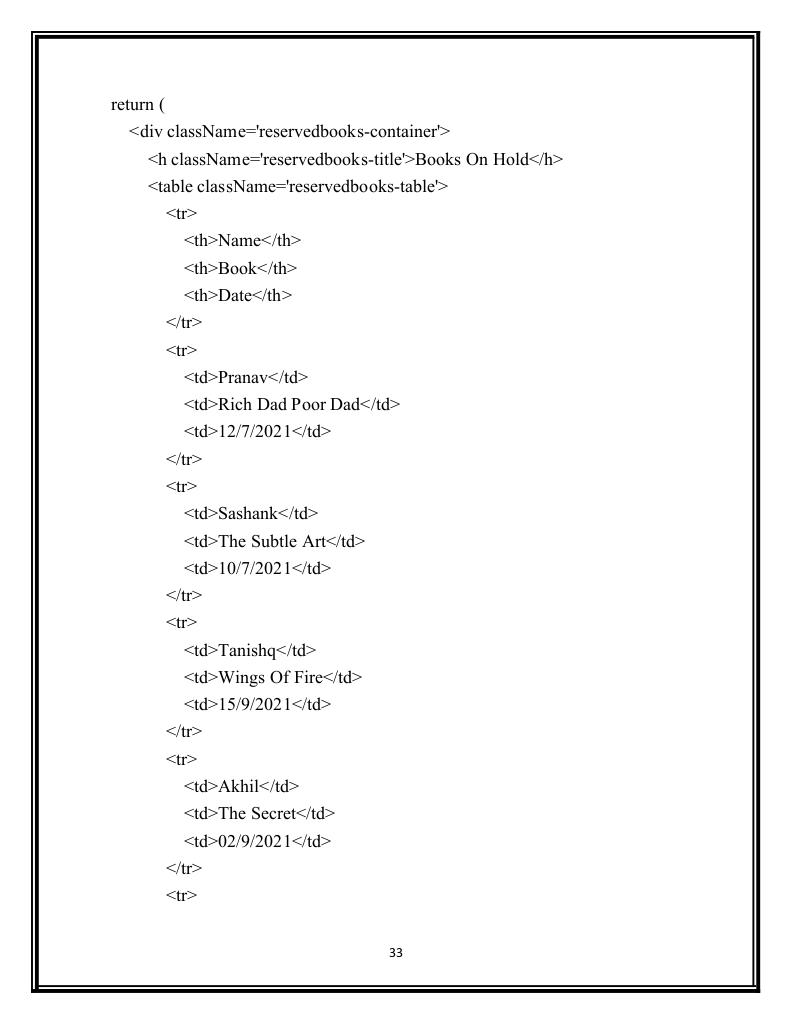 return (
<div className='reservedbooks-container'>
<h className='reservedbooks-title'>Books On Hold</h>
<table className='reservedbooks-table'>
<tr>
<th>Name</th>
<th>Book</th>
<th>Date</th>
</tr>
<tr>
<td>Pranav</td>
<td>Rich Dad Poor Dad</td>
<td>12/7/2021</td>
</tr>
<tr>
<td>Sashank</td>
<td>The Subtle Art</td>
<td>10/7/2021</td>
</tr>
<tr>
<td>Tanishq</td>
<td>Wings Of Fire</td>
<td>15/9/2021</td>
</tr>
<tr>
<td>Akhil</td>
<td>The Secret</td>
<td>02/9/2021</td>
</tr>
<tr>
33